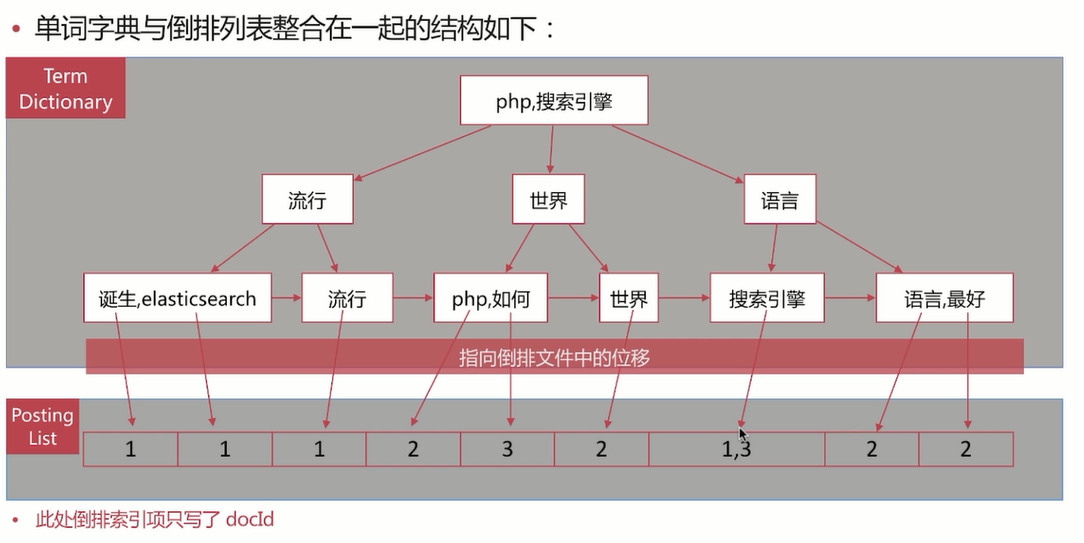 • 单词字典与倒排列表整合在一起的结构如下：
Term
Dictionary
php,搜索引擎
流行
世界
语言
诞生,elasticsearch
流行
php,如何
世界
搜索引擎
语言,最好
指向倒排文件中的位移
Posting
List
1
1
1
2
3
2
1,3
2
2
• 此处倒排索引项只写了 docId